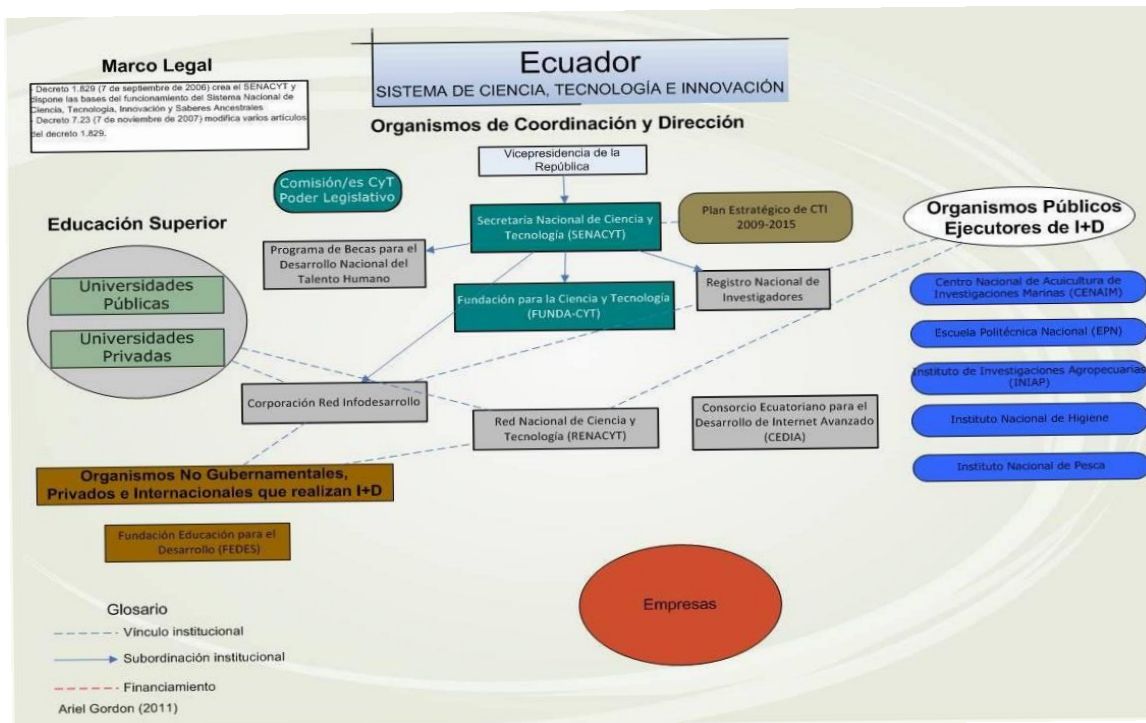 Ecuador
SISTEMA DE CIENCIA, TECNOLOGÍA E INNOVACIÓN
Marco Legal
- Decreto 1.829 (7 de septiembre de 2006) crea el SENACYT y
dispone las bases del funcionamiento del Sistema Nacional de
Ciencia, Tecnología, Innovación y Saberes Ancestrales
- Decreto 7.23 (7 de noviembre de 2007) modifica varios artículos
del decreto 1.829.
Organismos de Coordinación y Dirección
Vicepresidencia de la
República
Comisión/es CyT
Poder Legislativo
Secretaría Nacional de Ciencia y
Tecnología (SENACYT)
Plan Estratégico de CTI
2009-2015
Organismos Públicos
Ejecutores de I+D
Educación Superior
Programa de Becas para el
Desarrollo Nacional del
Talento Humano
Universidades
Públicas
Universidades
Privadas
Fundación para la Ciencia y Tecnología
(FUNDA-CYT)
Registro Nacional de
Investigadores
Centro Nacional de Acuicultura de
Investigaciones Marinas (CENAIM)
Escuela Politécnica Nacional (EPN)
Instituto de Investigaciones Agropecuarias
(INIAP)
Instituto Nacional de Higiene
Instituto Nacional de Pesca
Corporación Red Infodesarrollo
Red Nacional de Ciencia y
Tecnología (RENACYT)
Consorcio Ecuatoriano para el
Desarrollo de Internet Avanzado
(CEDIA)
Organismos No Gubernamentales,
Privados e Internacionales que realizan I+D
Fundación Educación para el
Desarrollo (FEDES)
Empresas
Glosario
Vínculo institucional
Subordinación institucional
Financiamiento
Ariel Gordon (2011)